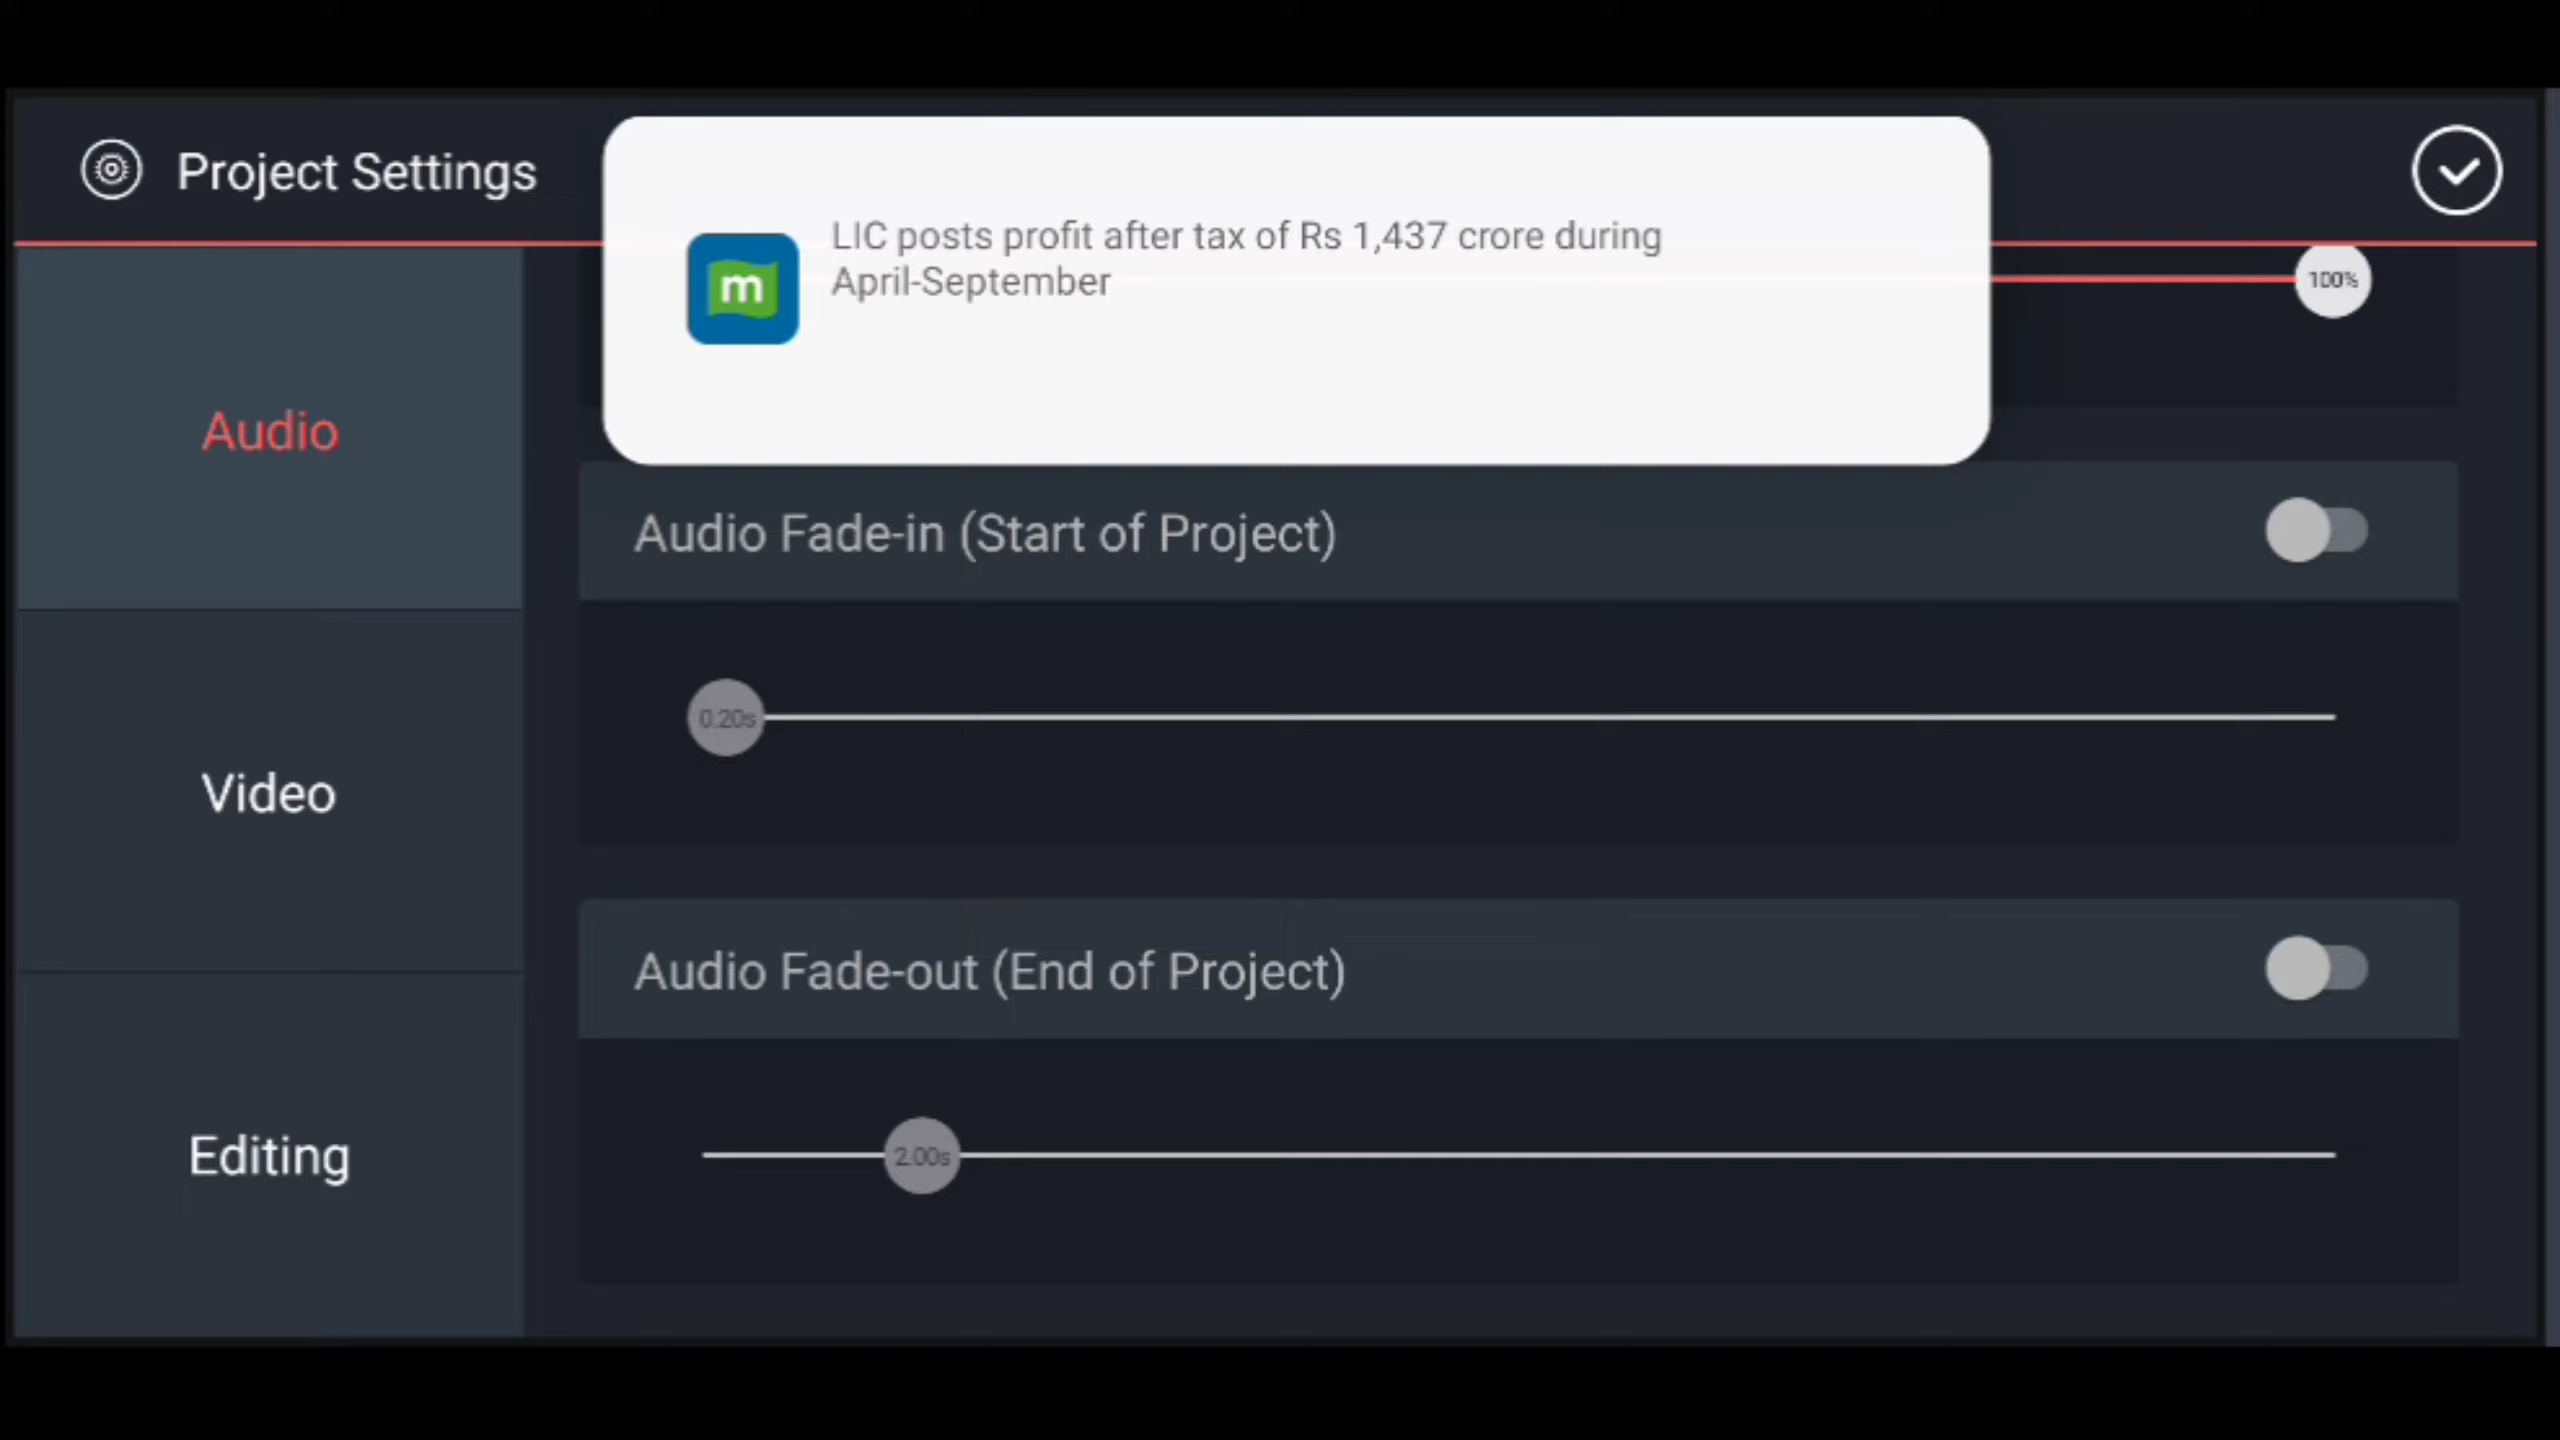 Project Settings
m
LIC posts profit after tax of Rs 1,437 crore during
April-September
100%
Audio
Audio Fade-in (Start of Project)
0.20s
Video
Audio Fade-out (End of Project)
2.00s
Editing